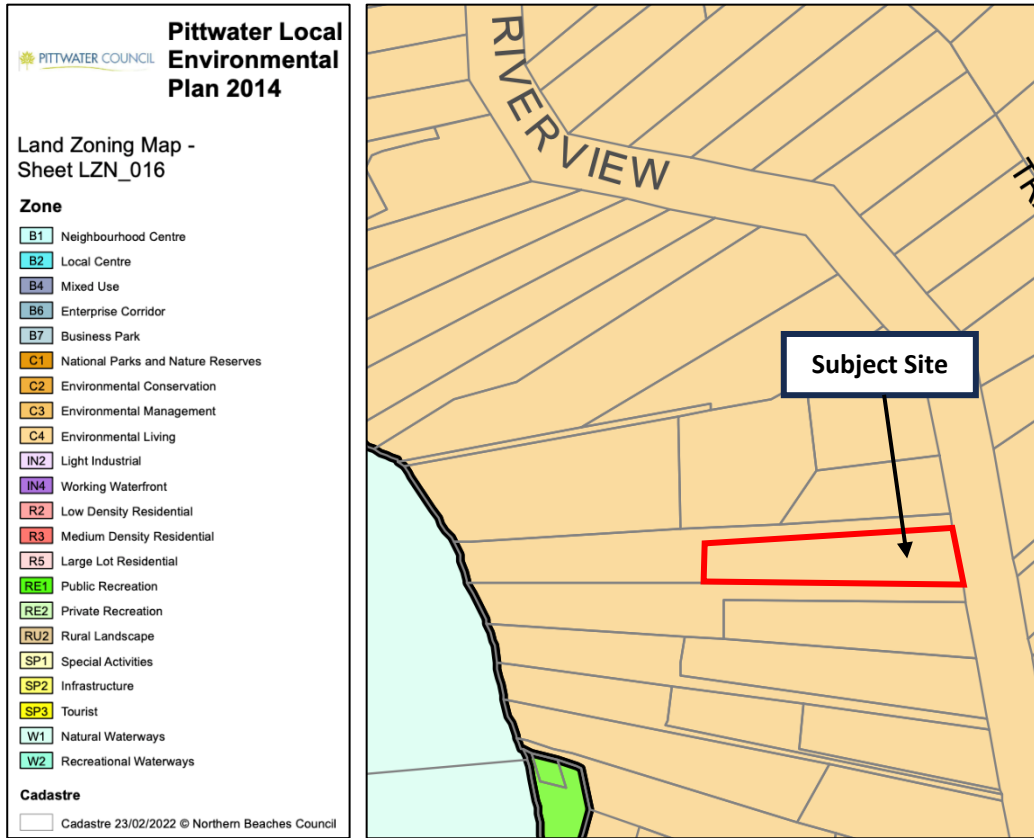 PITTWATER COUNCIL
Pittwater Local
Environmental
Plan 2014
Land Zoning Map -
Sheet LZN_016
Zone
B1 Neighbourhood Centre
B2 Local Centre
B4 Mixed Use
B6 Enterprise Corridor
B7 Business Park
C1 National Parks and Nature Reserves
C2 Environmental Conservation
C3 Environmental Management
C4 Environmental Living
IN2 Light Industrial
IN4 Working Waterfront
R2 Low Density Residential
R3 Medium Density Residential
R5 Large Lot Residential
RE1 Public Recreation
RE2 Private Recreation
RU2 Rural Landscape
SP1 Special Activities
SP2 Infrastructure
SP3 Tourist
W1 Natural Waterways
W2 Recreational Waterways
Cadastre
Cadastre 23/02/2022 © Northern Beaches Council
RIVERVIEW
Subject Site